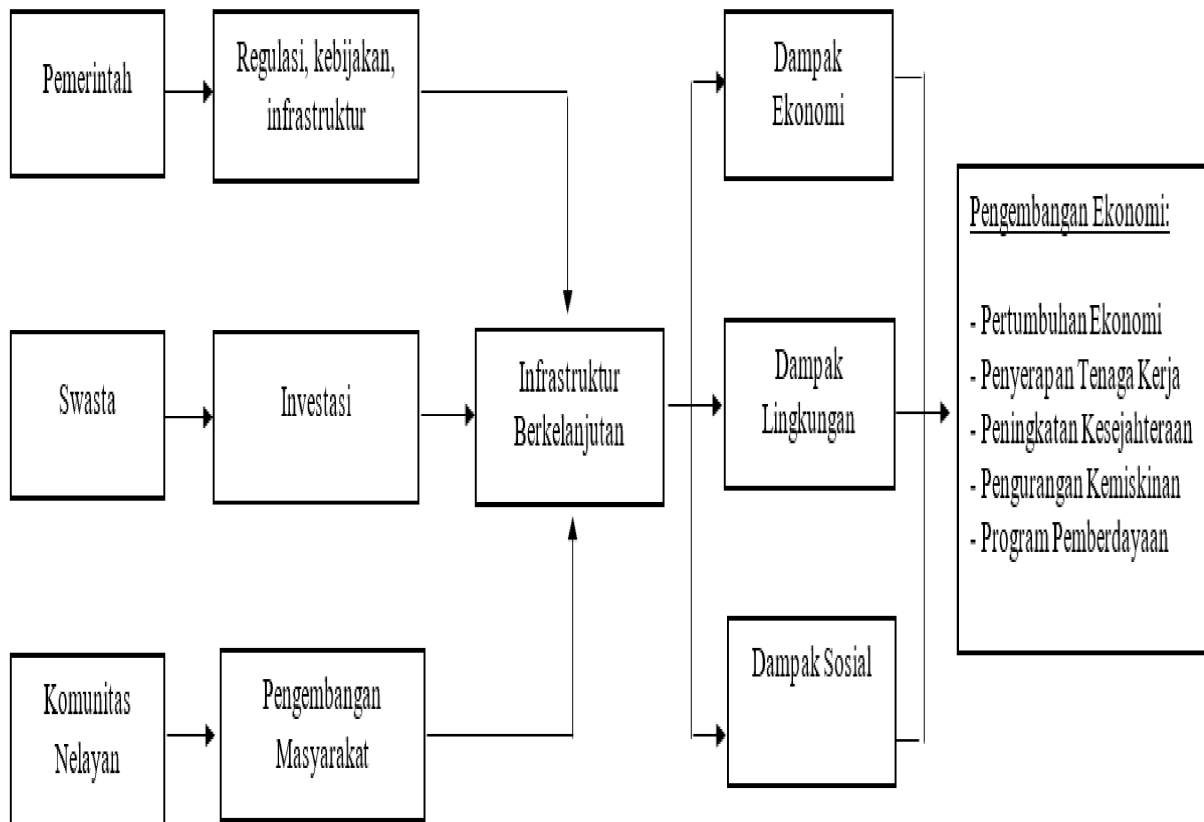 Pemerintah
Regulasi, kebijakan,
infrastruktur
Dampak
Ekonomi
Swasta
Investasi
Infrastruktur
Berkelanjutan
Dampak
Lingkungan
Komunitas
Nelayan
Pengembangan
Masyarakat
Dampak Sosial
Pengembangan Ekonomi:
- Pertumbuhan Ekonomi
- Penyerapan Tenaga Kerja
- Peningkatan Kesejahteraan
- Pengurangan Kemiskinan
- Program Pemberdayaan